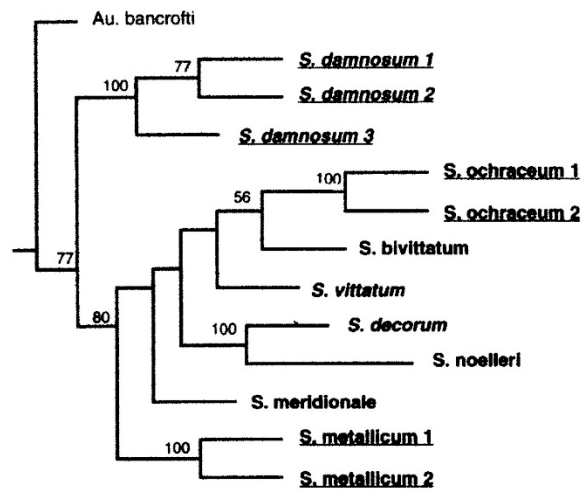 Au. bancrofti
77
S. damnosum 1
100
S. damnosum 2
S. damnosum 3
100
S. ochraceum 1
56
S. ochraceum 2
77
S. bivittatum
S. vittatum
80
100
S. decorum
S. noelleri
S. meridionale
S. metallicum 1
100
S. metallicum 2